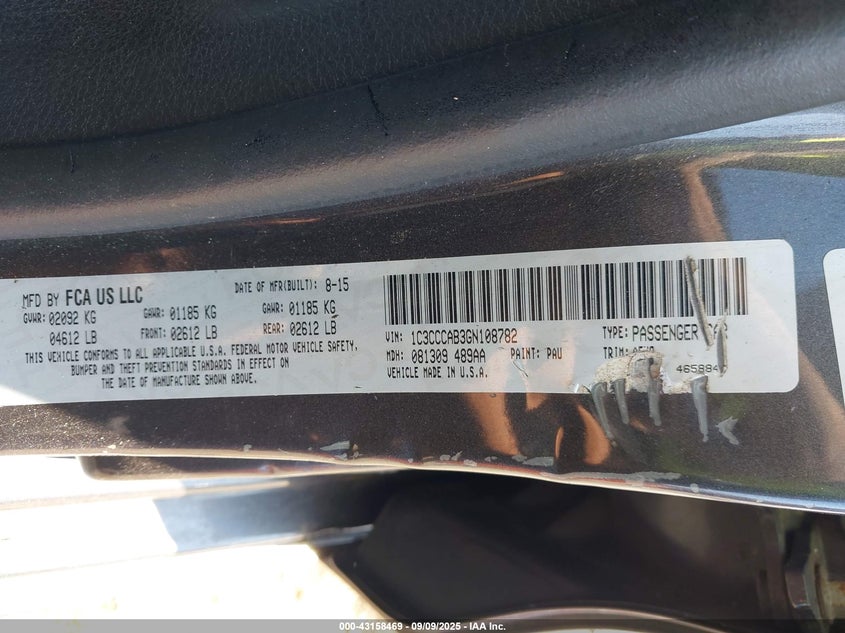 MFD BY FCA US LLC
DATE OF MFR(BUILT): 8-15
GVWR: 02092 KG
GAWR: 01185 KG
GAWR: 01185 KG
04612 LB
FRONT: 02612 LB
REAR: 02612 LB
THIS VEHICLE CONFORMS TO ALL APPLICABLE U.S.A. FEDERAL MOTOR VEHICLE SAFETY,
BUMPER AND THEFT PREVENTION STANDARDS IN EFFECT ON
THE DATE OF MANUFACTURE SHOWN ABOVE.
VIN: 1C3CCCAB3GN108782
TYPE: PASSENGER CAR
MDH: 081309 489AA
PAINT: PAU
TRIM:
VEHICLE MADE IN U.S.A.
465884
000-43158469 - 09/09/2025 - IAA Inc.